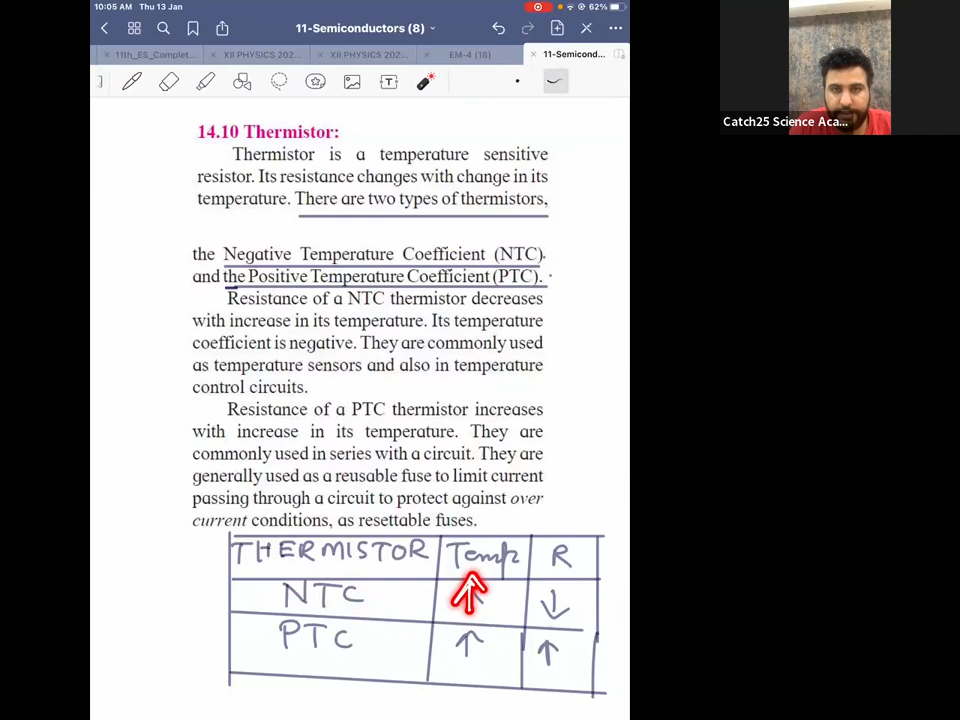 10:05 AM Thu 13 Jan
62%
11-Semiconductors (8)
11th_ES_Complet...
XII PHYSICS 202...
XII PHYSICS 202...
EM-4 (16)
11-Semicond...
14.10 Thermistor:
Thermistor is a temperature sensitive
resistor. Its resistance changes with change in its
temperature. There are two types of thermistors,
the Negative Temperature Coefficient (NTC)
and the Positive Temperature Coefficient (PTC).
Resistance of a NTC thermistor decreases
with increase in its temperature. Its temperature
coefficient is negative. They are commonly used
as temperature sensors and also in temperature
control circuits.
Resistance of a PTC thermistor increases
with increase in its temperature. They are
commonly used in series with a circuit. They are
generally used as a reusable fuse to limit current
passing through a circuit to protect against over
current conditions, as resettable fuses.
THERMISTOR Temp R
NTC ↑ ↓
PTC ↑ ↑
Catch25 Science Aca...